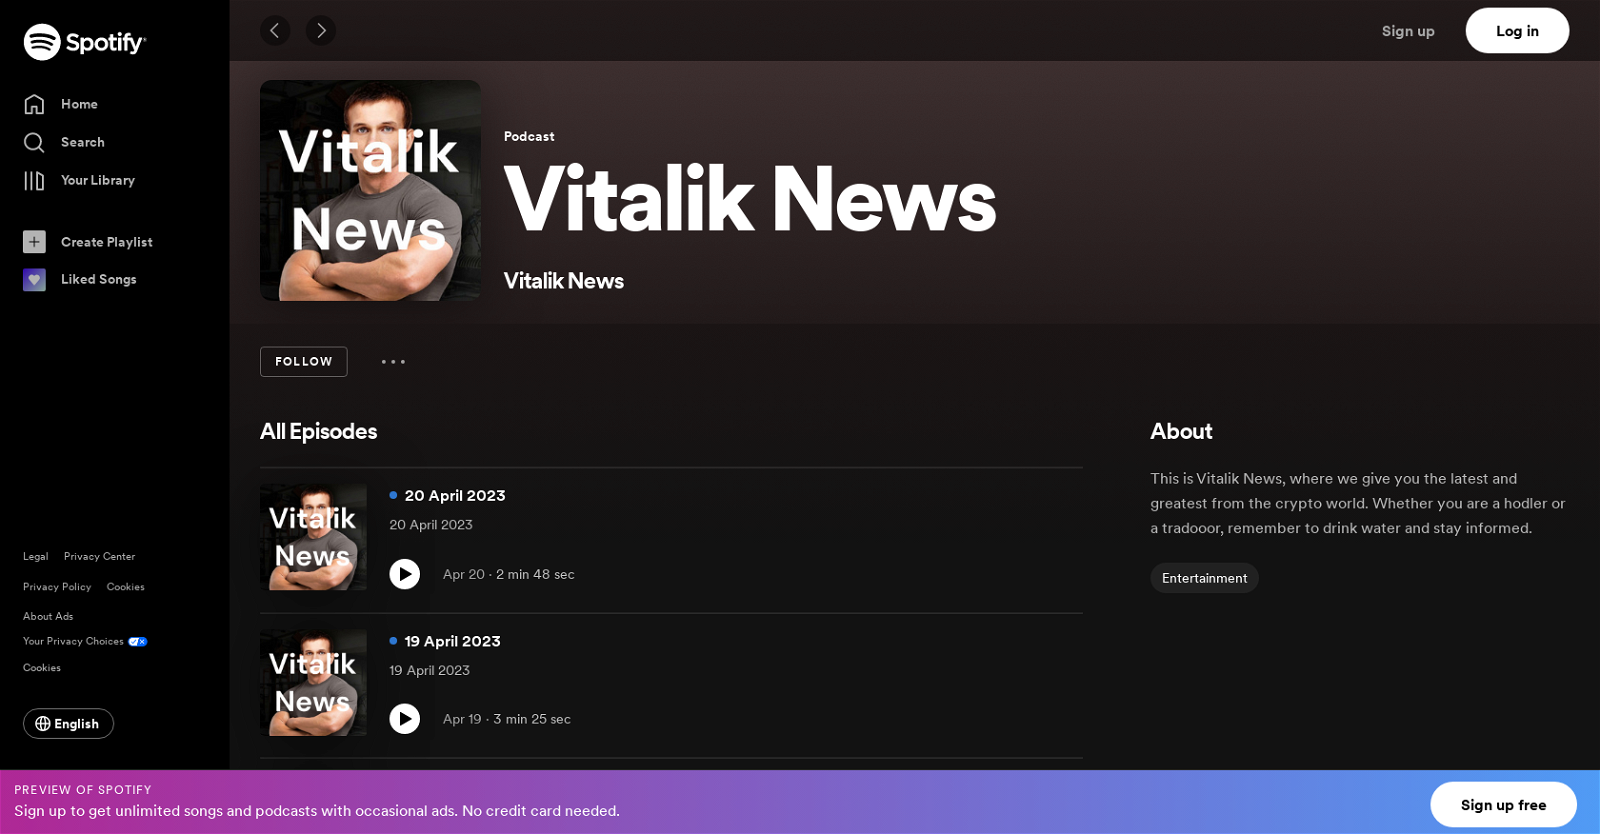 Spotify
Home
Search
Your Library
Create Playlist
Liked Songs
Legal Privacy Center
Privacy Policy Cookies
About Ads
Your Privacy Choices
Cookies
English
Sign up
Log in
Vitalik
News
Podcast
Vitalik News
Vitalik News
FOLLOW
All Episodes
Vitalik
News
20 April 2023
20 April 2023
Apr 20 · 2 min 48 sec
Vitalik
News
19 April 2023
19 April 2023
Apr 19 · 3 min 25 sec
About
This is Vitalik News, where we give you the latest and
greatest from the crypto world. Whether you are a hodler or
a tradooor, remember to drink water and stay informed.
Entertainment
PREVIEW OF SPOTIFY
Sign up to get unlimited songs and podcasts with occasional ads. No credit card needed.
Sign up free